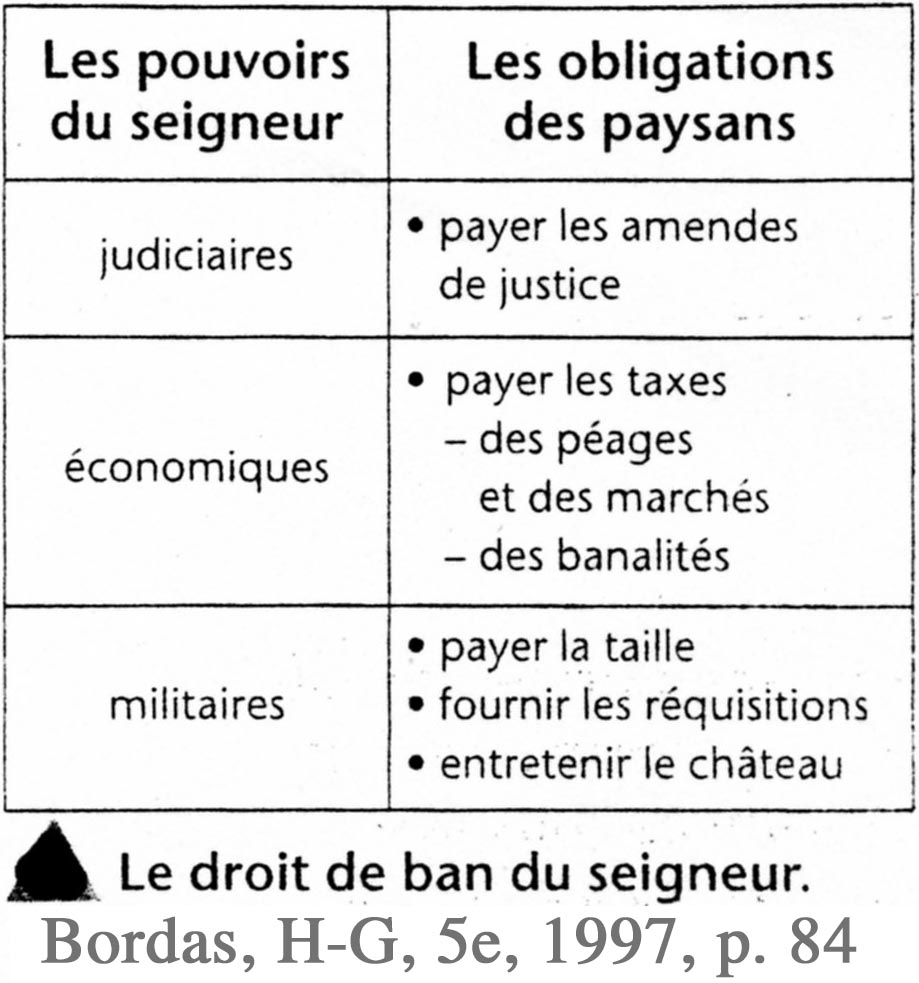 Les pouvoirs
du seigneur
Les obligations
des paysans
judiciaires
• payer les amendes
de justice
économiques
• payer les taxes
– des péages
et des marchés
– des banalités
militaires
• payer la taille
• fournir les réquisitions
• entretenir le château
Le droit de ban du seigneur.
Bordas, H-G, 5e, 1997, p. 84